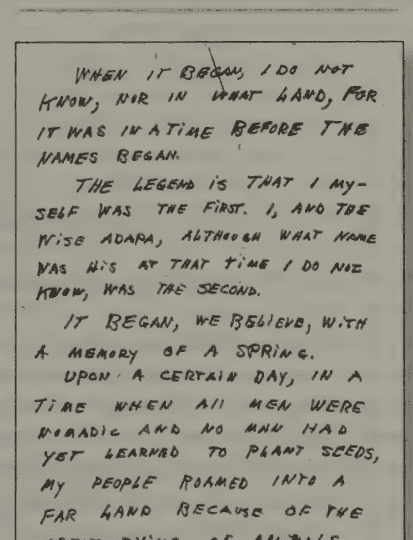 WHEN IT BEGAN, I DO NOT
KNOW, NOR IN WHAT LAND, FOR
IT WAS IN A TIME BEFORE THE
NAMES BEGAN.
THE LEGEND IS THAT I MY-
SELF WAS THE FIRST. I, AND THE
WISE ADAPA, ALTHOUGH WHAT NAME
WAS HIS AT THAT TIME I DO NOT
KNOW, WAS THE SECOND.
IT BEGAN, WE BELIEVE, WITH
A MEMORY OF A SPRING.
UPON A CERTAIN DAY, IN A
TIME WHEN ALL MEN WERE
NOMADIC AND NO MAN HAD
YET LEARNED TO PLANT SEEDS,
MY PEOPLE ROAMED INTO A
FAR LAND BECAUSE OF THE
OF